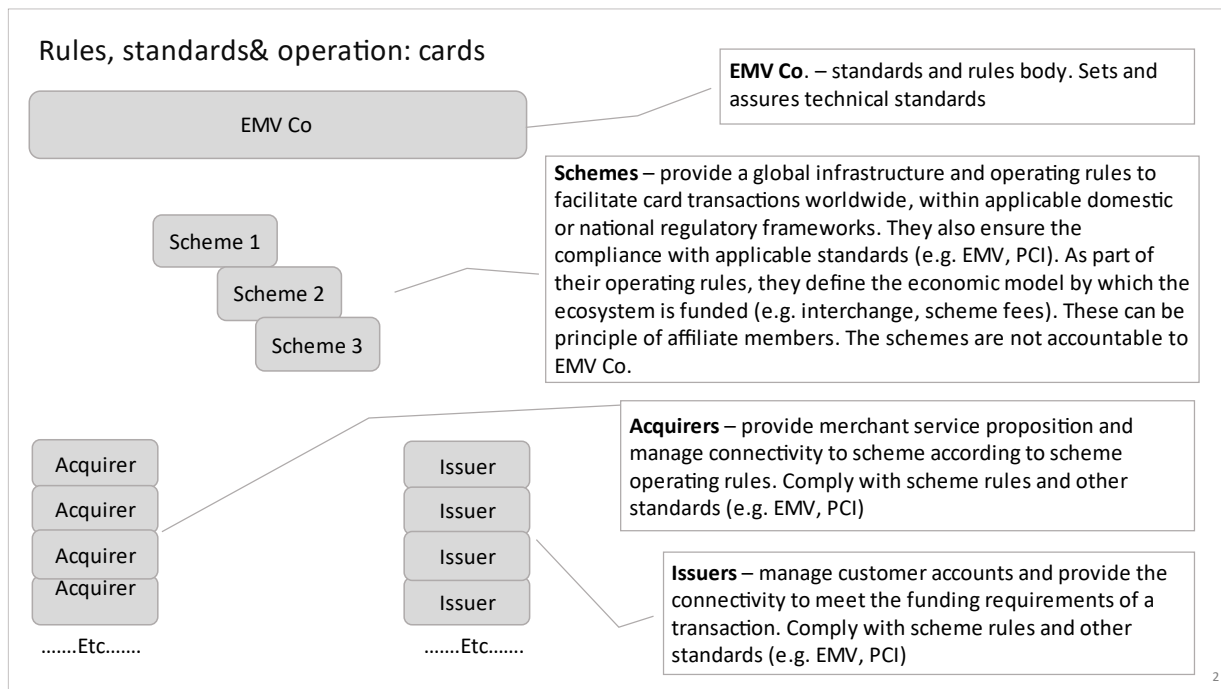 Rules, standards& operation: cards
EMV Co
EMV Co. – standards and rules body. Sets and
assures technical standards
Scheme 1
Scheme 2
Scheme 3
Schemes – provide a global infrastructure and operating rules to
facilitate card transactions worldwide, within applicable domestic
or national regulatory frameworks. They also ensure the
compliance with applicable standards (e.g. EMV, PCI). As part of
their operating rules, they define the economic model by which the
ecosystem is funded (e.g. interchange, scheme fees). These can be
principle of affiliate members. The schemes are not accountable to
EMV Co.
Acquirer
Acquirer
Acquirer
Acquirer
.......Etc.......
Issuer
Issuer
Issuer
Issuer
.......Etc.......
Acquirers – provide merchant service proposition and
manage connectivity to scheme according to scheme
operating rules. Comply with scheme rules and other
standards (e.g. EMV, PCI)
Issuers – manage customer accounts and provide the
connectivity to meet the funding requirements of a
transaction. Comply with scheme rules and other
standards (e.g. EMV, PCI)
2